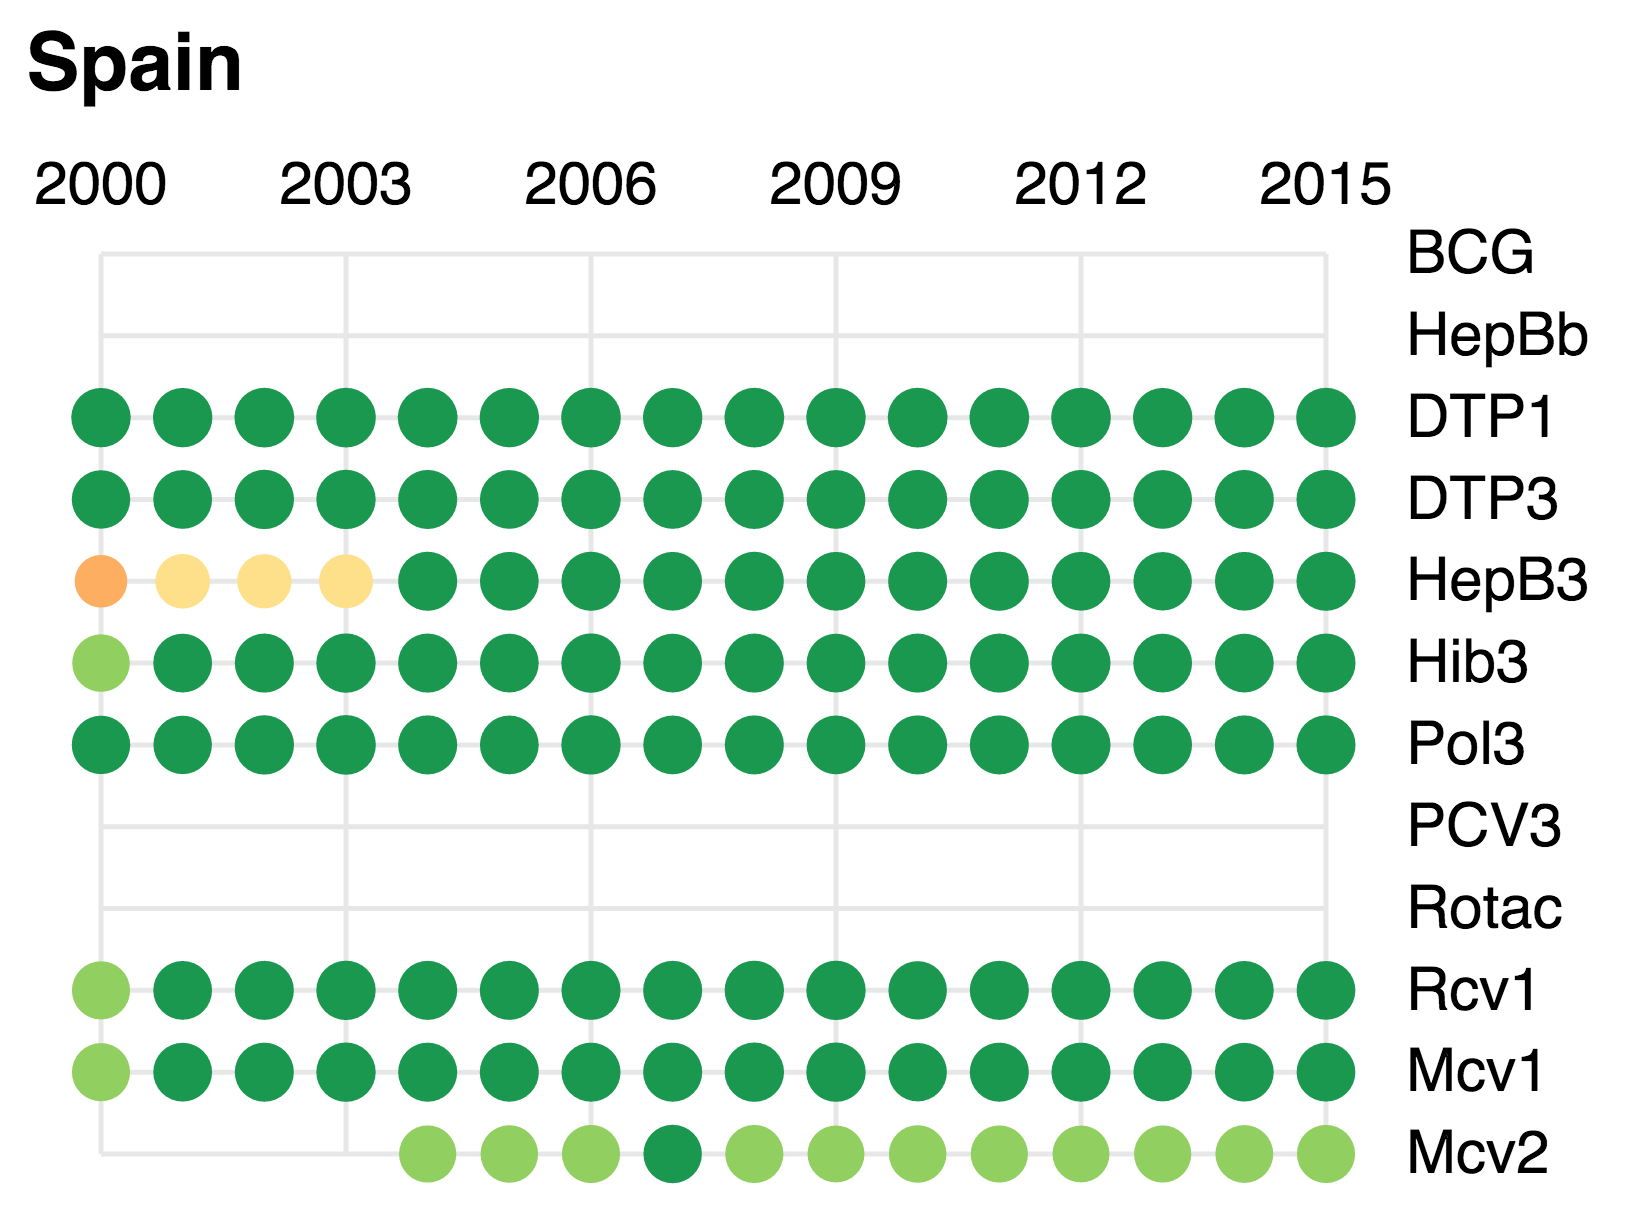 Spain
2000 2003 2006 2009 2012 2015
BCG
HepBb
DTP1
DTP3
HepB3
Hib3
Pol3
PCV3
Rotac
Rcv1
Mcv1
Mcv2